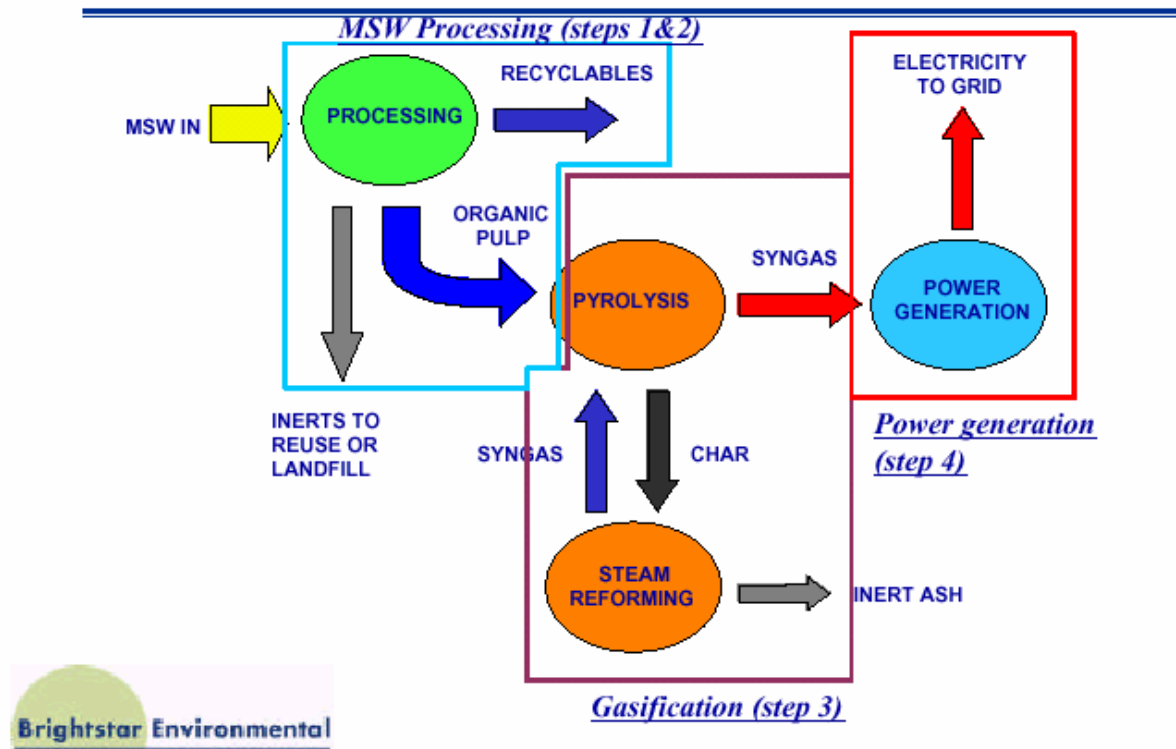 MSW Processing (steps 1&2)
RECYCLABLES
PROCESSING
MSW IN
ELECTRICITY
TO GRID
ORGANIC
PULP
SYNGAS
PYROLYSIS
POWER
GENERATION
INERTS TO
REUSE OR
LANDFILL
SYNGAS
CHAR
Power generation
(step 4)
STEAM
REFORMING
INERT ASH
Gasification (step 3)
Brightstar Environmental